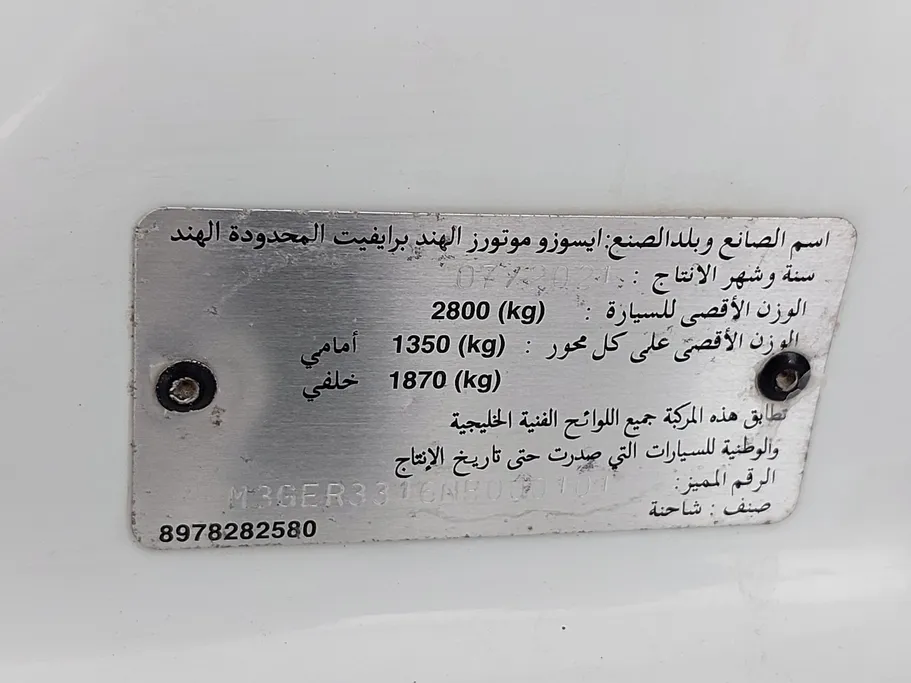 اسم الصانع وبلدالصنع: ايسوزو موتورز الهند برايفيت المحدودة الهند
سنة وشهر الانتاج :
الوزن الأقصى للسيارة : 2800 (kg)
الوزن الأقصى على كل محور : 1350 (kg) أمامي
1870 (kg) خلفي
تطابق هذه المركبة جميع اللوائح الفنية الخليجية
والوطنية للسيارات التي صدرت حتى تاريخ الإنتاج
الرقم المميز:
صنف : شاحنة
8978282580